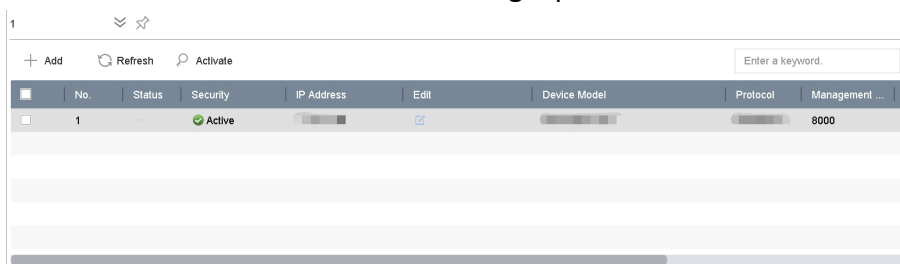 1
Add Refresh Activate Enter a keyword.
No. Status Security IP Address Edit Device Model Protocol Management ...
1 Active 8000